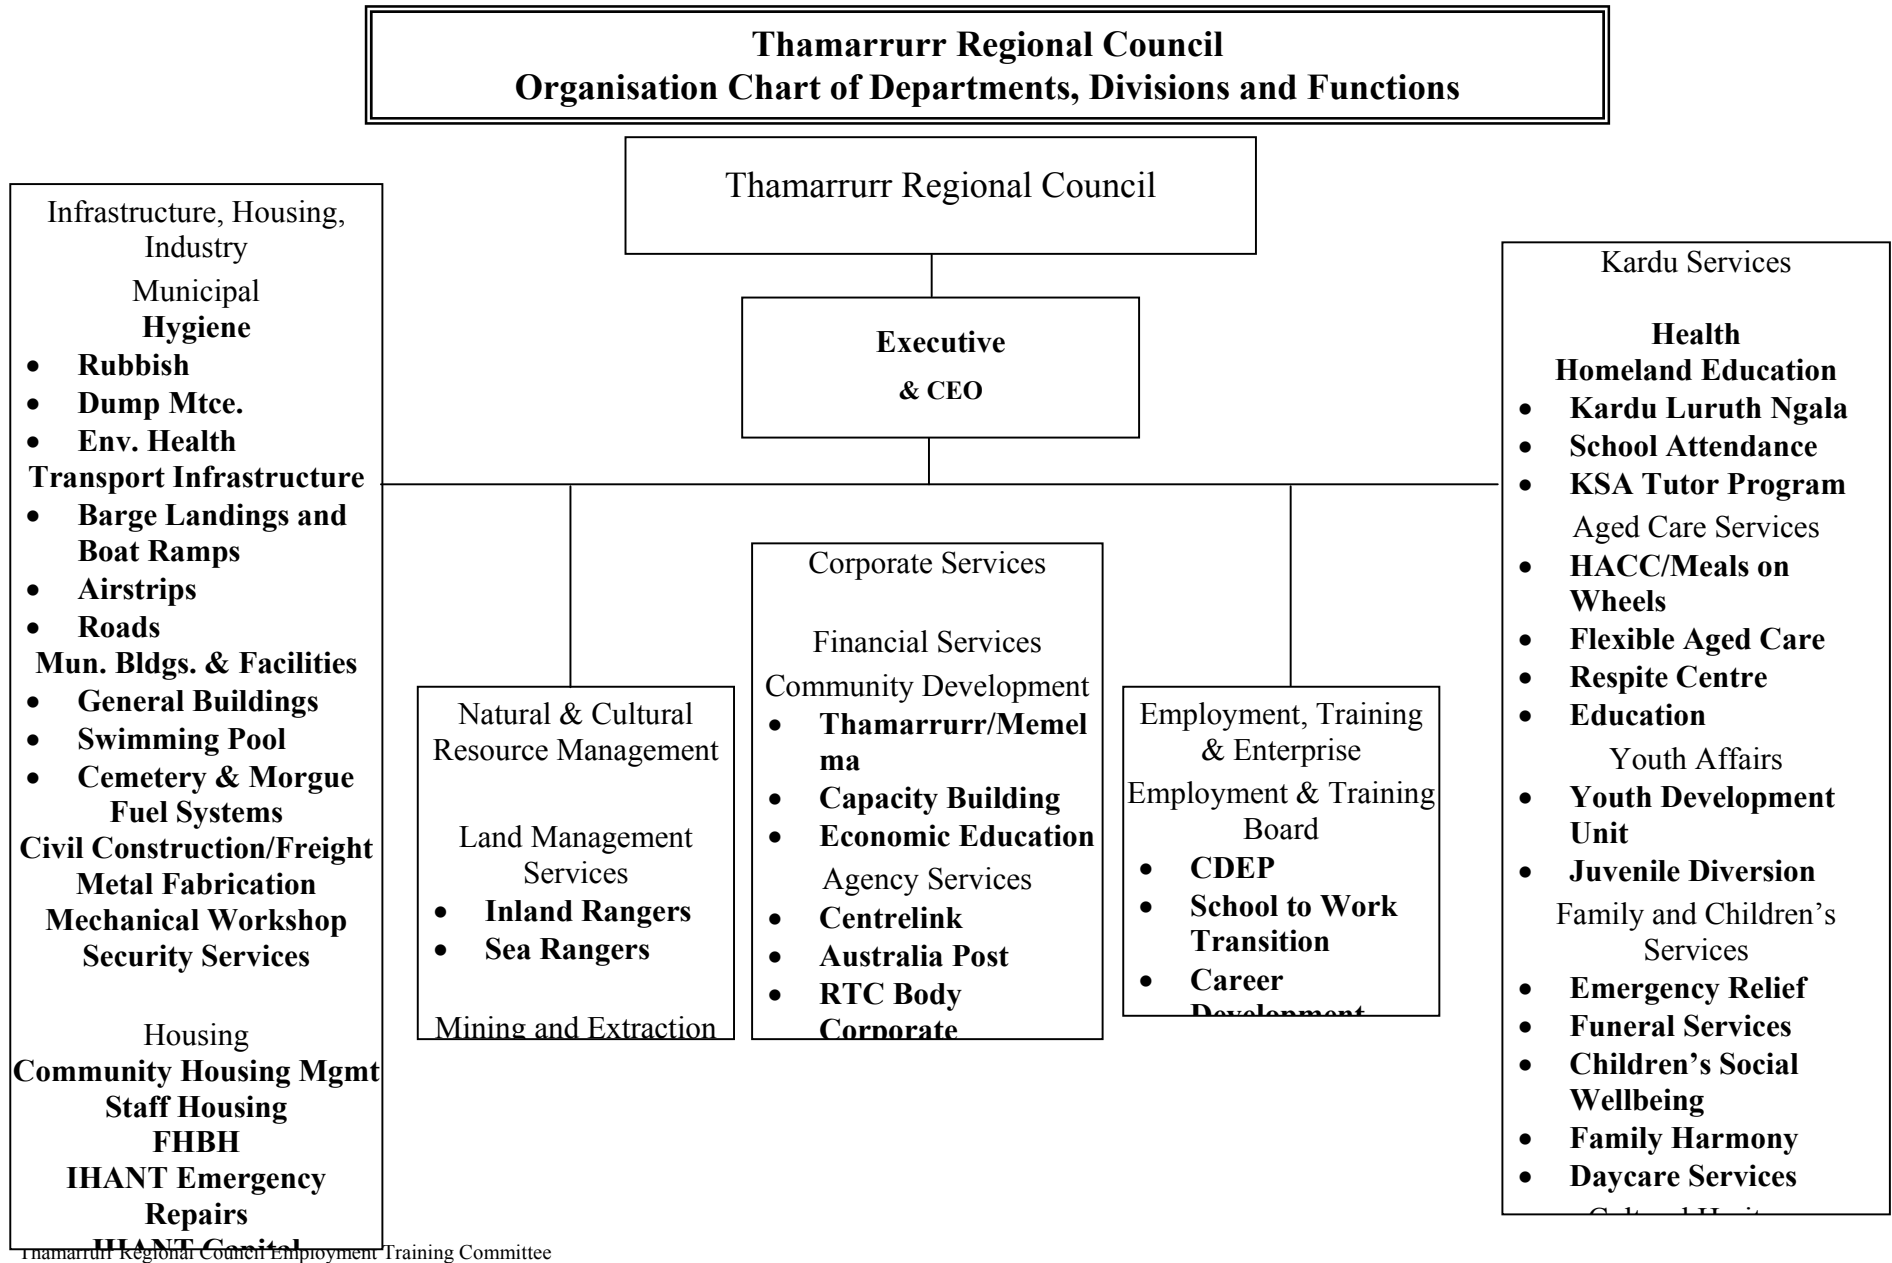 Thamarrurr Regional Council
Organisation Chart of Departments, Divisions and Functions
Thamarrurr Regional Council
Executive
& CEO
Infrastructure, Housing,
Industry
Municipal
Hygiene
• Rubbish
• Dump Mtce.
• Env. Health
Transport Infrastructure
• Barge Landings and
Boat Ramps
• Airstrips
• Roads
Mun. Bldgs. & Facilities
• General Buildings
• Swimming Pool
• Cemetery & Morgue
Fuel Systems
Civil Construction/Freight
Metal Fabrication
Mechanical Workshop
Security Services
Housing
Community Housing Mgmt
Staff Housing
FHBH
IHANT Emergency
Repairs
IHANT Capital
Natural & Cultural
Resource Management
Land Management
Services
• Inland Rangers
• Sea Rangers
Mining and Extraction
Corporate Services
Financial Services
Community Development
• Thamarrurr/Memel
ma
• Capacity Building
• Economic Education
Agency Services
• Centrelink
• Australia Post
• RTC Body
Corporate
Employment, Training
& Enterprise
Employment & Training
Board
• CDEP
• School to Work
Transition
• Career
Development
Kardu Services
Health
Homeland Education
• Kardu Luruth Ngala
• School Attendance
• KSA Tutor Program
Aged Care Services
• HACC/Meals on
Wheels
• Flexible Aged Care
• Respite Centre
• Education
Youth Affairs
• Youth Development
Unit
• Juvenile Diversion
Family and Children’s
Services
• Emergency Relief
• Funeral Services
• Children’s Social
Wellbeing
• Family Harmony
• Daycare Services
Thamarrurr Regional Council Employment Training Committee